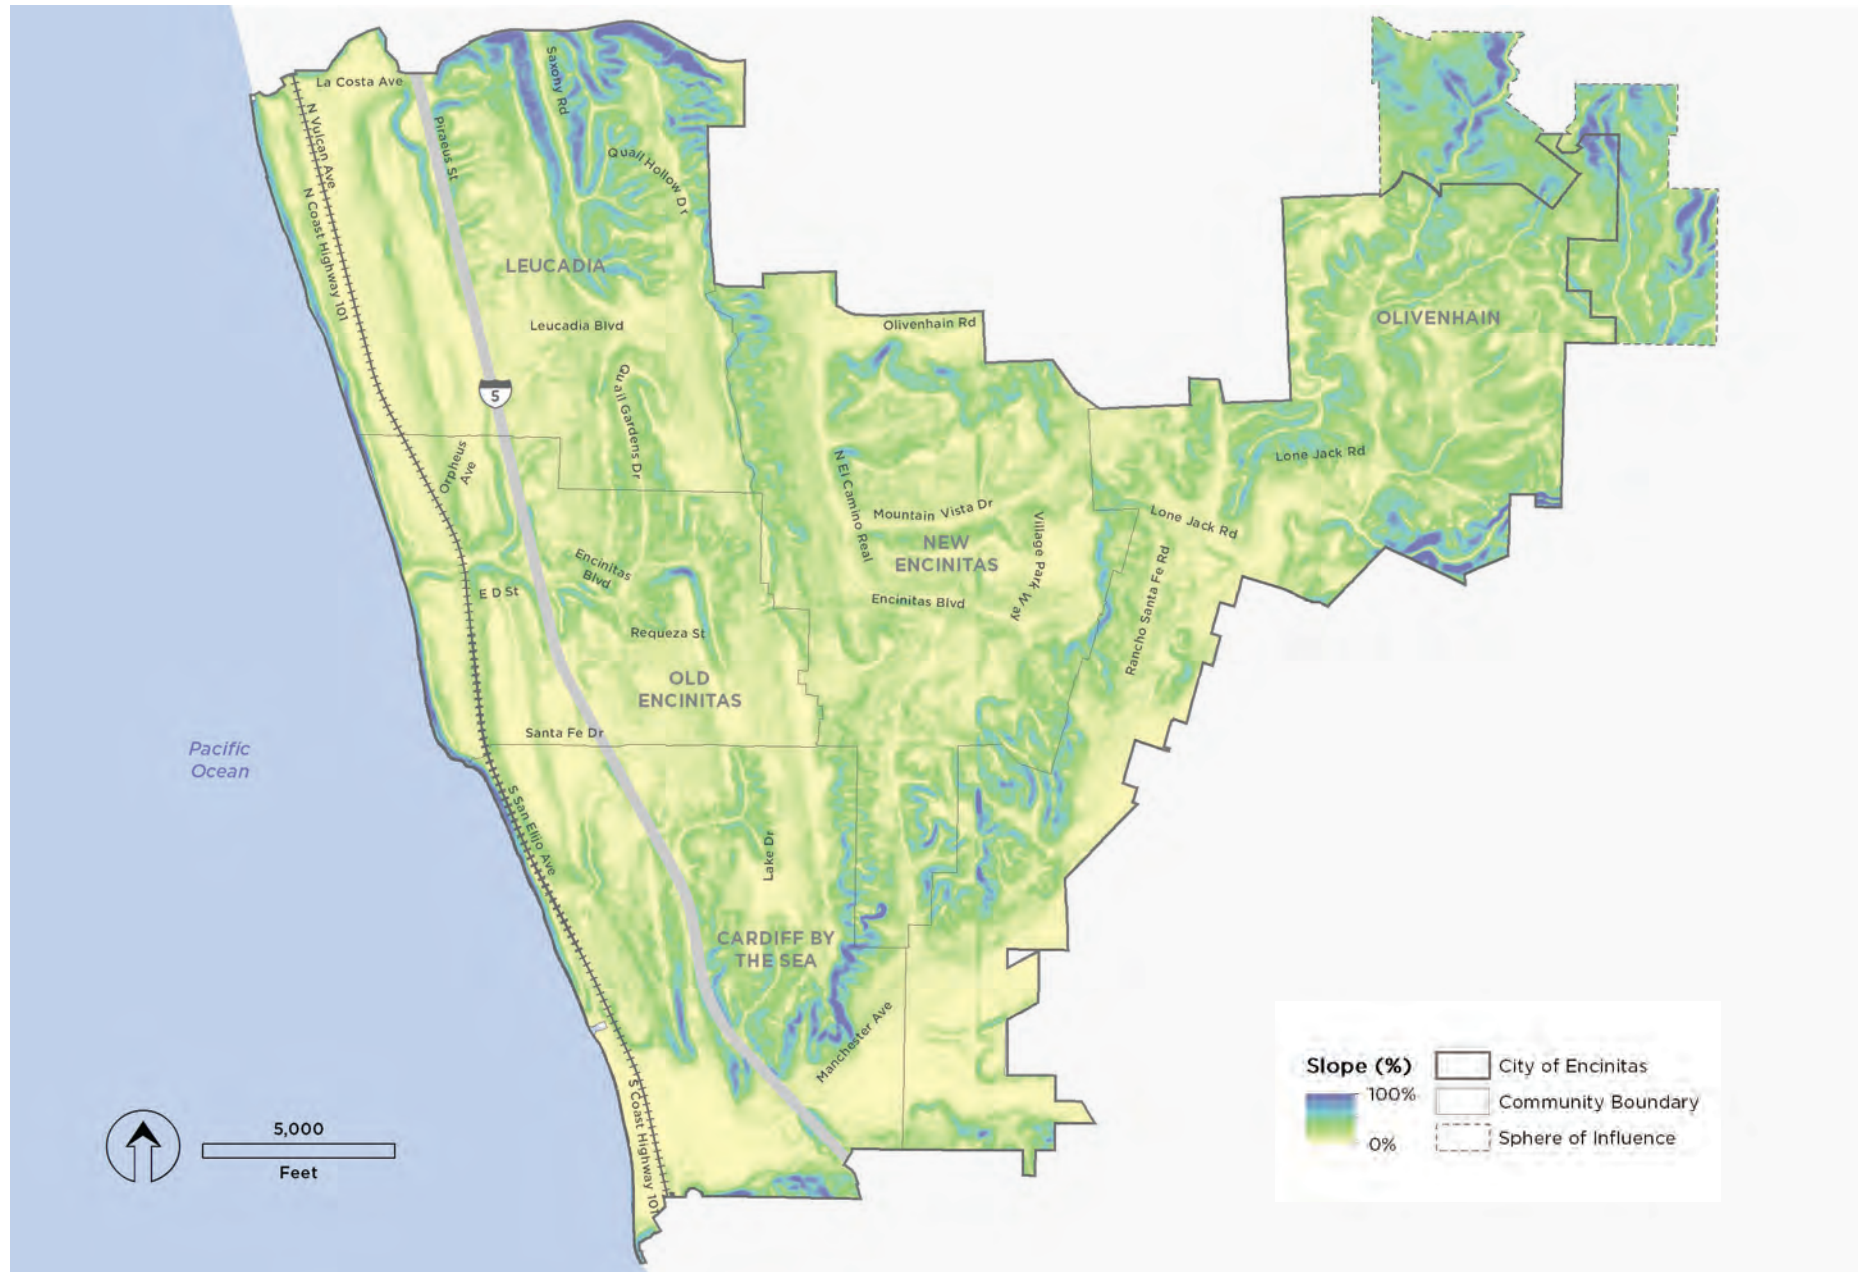 La Costa Ave
N Vulcan Ave
N Coast Highway 101
Piraeus St
Saxony Rd
Quail Hollow Dr
LEUCADIA
Leucadia Blvd
Olivenhain Rd
OLIVENHAIN
5
Quail Gardens Dr
Orpheus
Ave
N El Camino Real
Mountain Vista Dr
Lone Jack Rd
Lone Jack Rd
NEW
ENCINITAS
Village Park Way
Rancho Santa Fe Rd
Encinitas
Blvd
E D St
Encinitas Blvd
Requeza St
OLD
ENCINITAS
Santa Fe Dr
Pacific
Ocean
S San Elijo Ave
Lake Dr
CARDIFF BY
THE SEA
Manchester Ave
S Coast Highway 101
5,000
Feet
Slope (%)
100%
0%
City of Encinitas
Community Boundary
Sphere of Influence